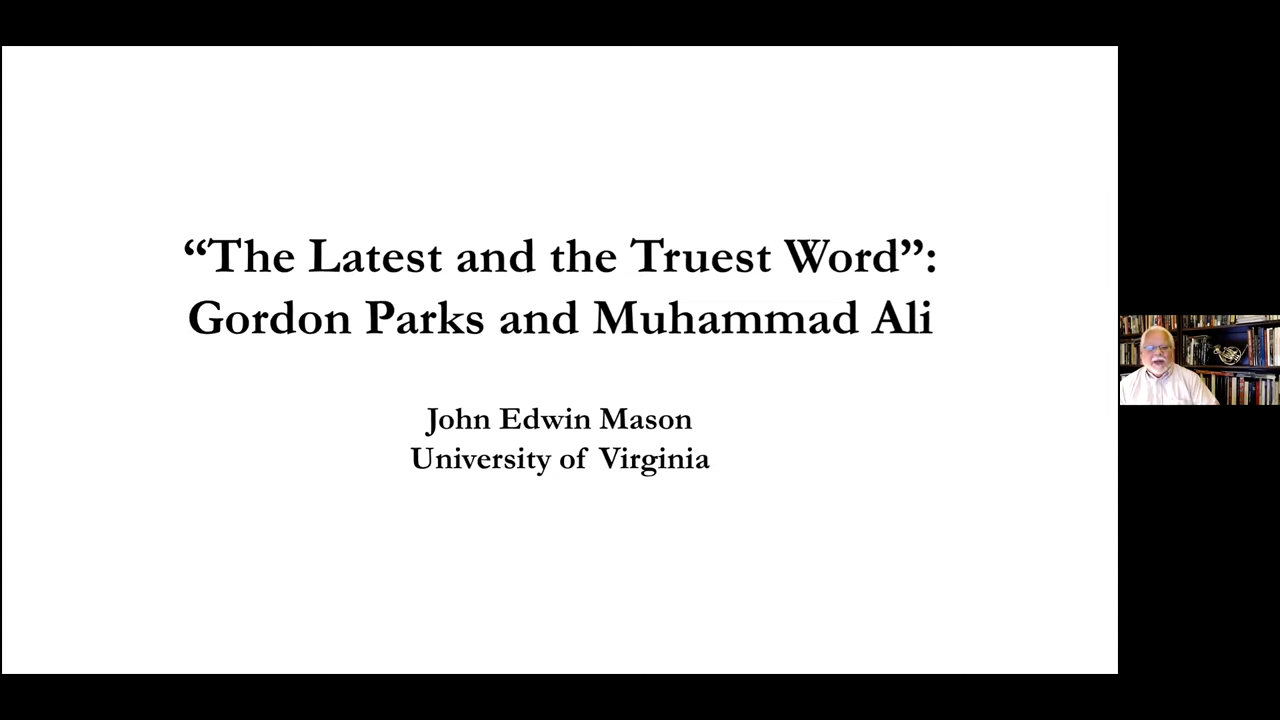 “The Latest and the Truest Word”:
Gordon Parks and Muhammad Ali
John Edwin Mason
University of Virginia